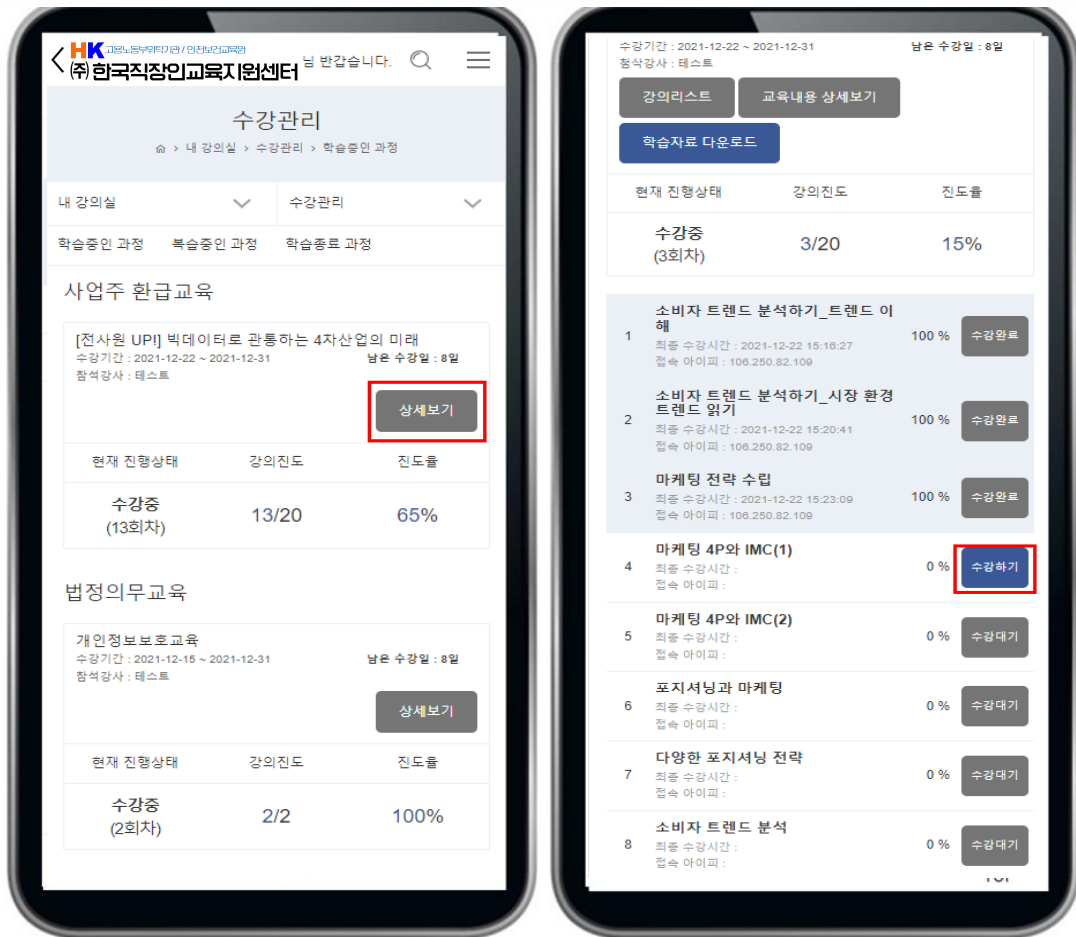 HK 고용노동부위탁기관 / 안전보건교육원
㈜ 한국직장인교육지원센터 님 반갑습니다.
수강관리
> 내 강의실 > 수강관리 > 학습중인 과정
내 강의실 수강관리
학습중인 과정 복습중인 과정 학습종료 과정
사업주 환급교육
[전사원 UP!] 빅데이터로 관통하는 4차산업의 미래
수강기간 : 2021-12-22 ~ 2021-12-31 남은 수강일 : 8일
참석강사 : 테스트
상세보기
현재 진행상태 강의진도 진도율
수강중
(13회차)
13/20 65%
법정의무교육
개인정보보호교육
수강기간 : 2021-12-15 ~ 2021-12-31 남은 수강일 : 8일
참석강사 : 테스트
상세보기
현재 진행상태 강의진도 진도율
수강중
(2회차)
2/2 100%
수강기간 : 2021-12-22 ~ 2021-12-31 남은 수강일 : 8일
첨삭강사 : 테스트
강의리스트 교육내용 상세보기
학습자료 다운로드
현재 진행상태 강의진도 진도율
수강중
(3회차)
3/20 15%
소비자 트렌드 분석하기_트렌드 이
해
1 100 % 수강완료
최종 수강시간 : 2021-12-22 15:16:27
접속 아이피 : 106.250.82.109
소비자 트렌드 분석하기_시장 환경
트렌드 읽기
2 100 % 수강완료
최종 수강시간 : 2021-12-22 15:20:41
접속 아이피 : 106.250.82.109
마케팅 전략 수립
3 최종 수강시간 : 2021-12-22 15:23:09 100 % 수강완료
접속 아이피 : 106.250.82.109
마케팅 4P와 IMC(1)
4 최종 수강시간 : 0 % 수강하기
접속 아이피 :
마케팅 4P와 IMC(2)
5 최종 수강시간 : 0 % 수강대기
접속 아이피 :
포지셔닝과 마케팅
6 최종 수강시간 : 0 % 수강대기
접속 아이피 :
다양한 포지셔닝 전략
7 최종 수강시간 : 0 % 수강대기
접속 아이피 :
소비자 트렌드 분석
8 최종 수강시간 : 0 % 수강대기
접속 아이피 :